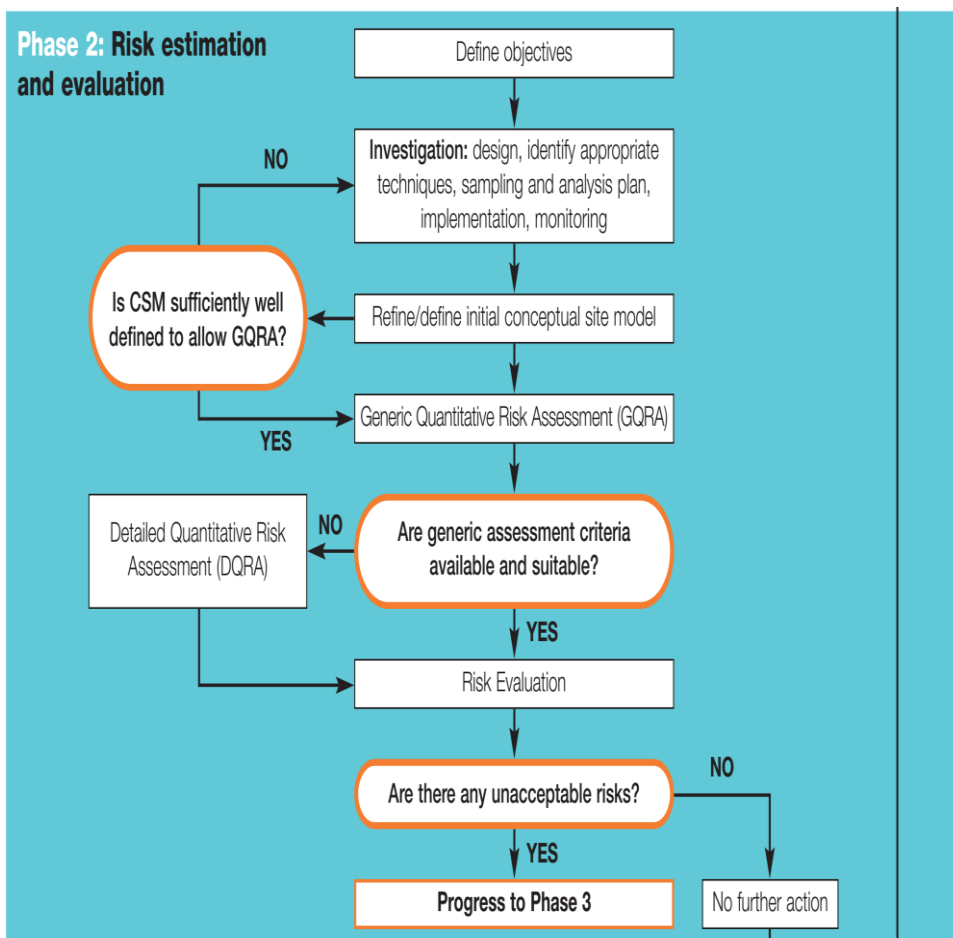 Phase 2: Risk estimation
and evaluation
Define objectives
NO
Investigation: design, identify appropriate
techniques, sampling and analysis plan,
implementation, monitoring
Is CSM sufficiently well
defined to allow GQRA?
Refine/define initial conceptual site model
YES
Generic Quantitative Risk Assessment (GQRA)
Detailed Quantitative Risk
Assessment (DQRA)
NO
Are generic assessment criteria
available and suitable?
YES
Risk Evaluation
Are there any unacceptable risks?
NO
YES
Progress to Phase 3
No further action